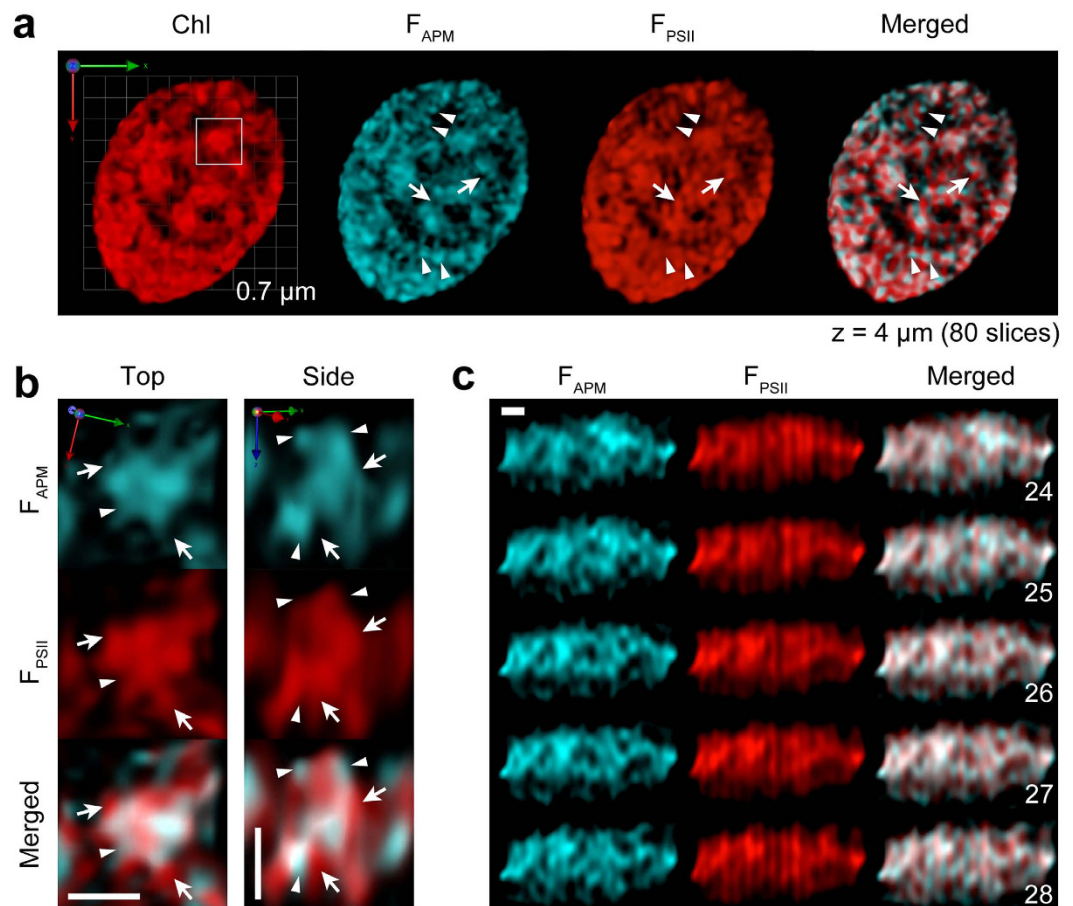 a
Chl F_APM F_PSII Merged
0.7 µm
z = 4 µm (80 slices)
b
Top Side
F_APM
F_PSII
Merged
c
F_APM F_PSII Merged
24
25
26
27
28